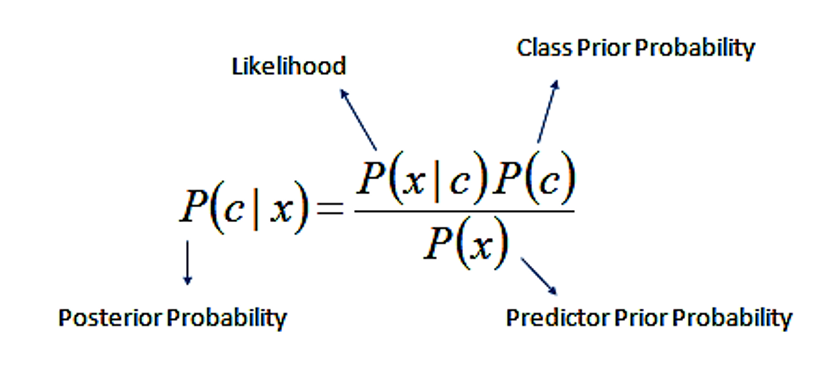 Likelihood
Class Prior Probability
P(c | x) = P(x | c)P(c) / P(x)
Posterior Probability
Predictor Prior Probability